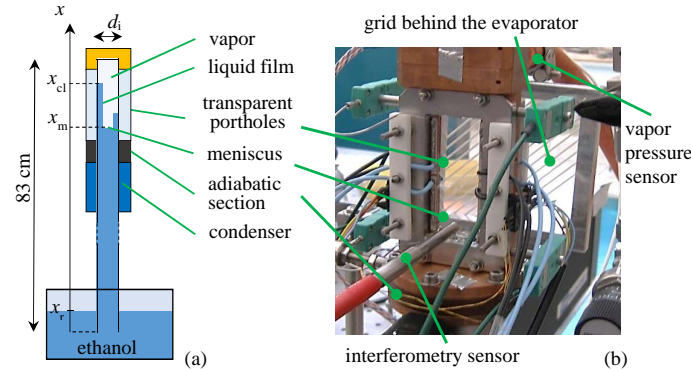 x
d_i
vapor
liquid film
x_cl
transparent
portholes
x_m
meniscus
adiabatic
section
83 cm
condenser
x_r
ethanol
(a)
grid behind the evaporator
vapor
pressure
sensor
interferometry sensor
(b)